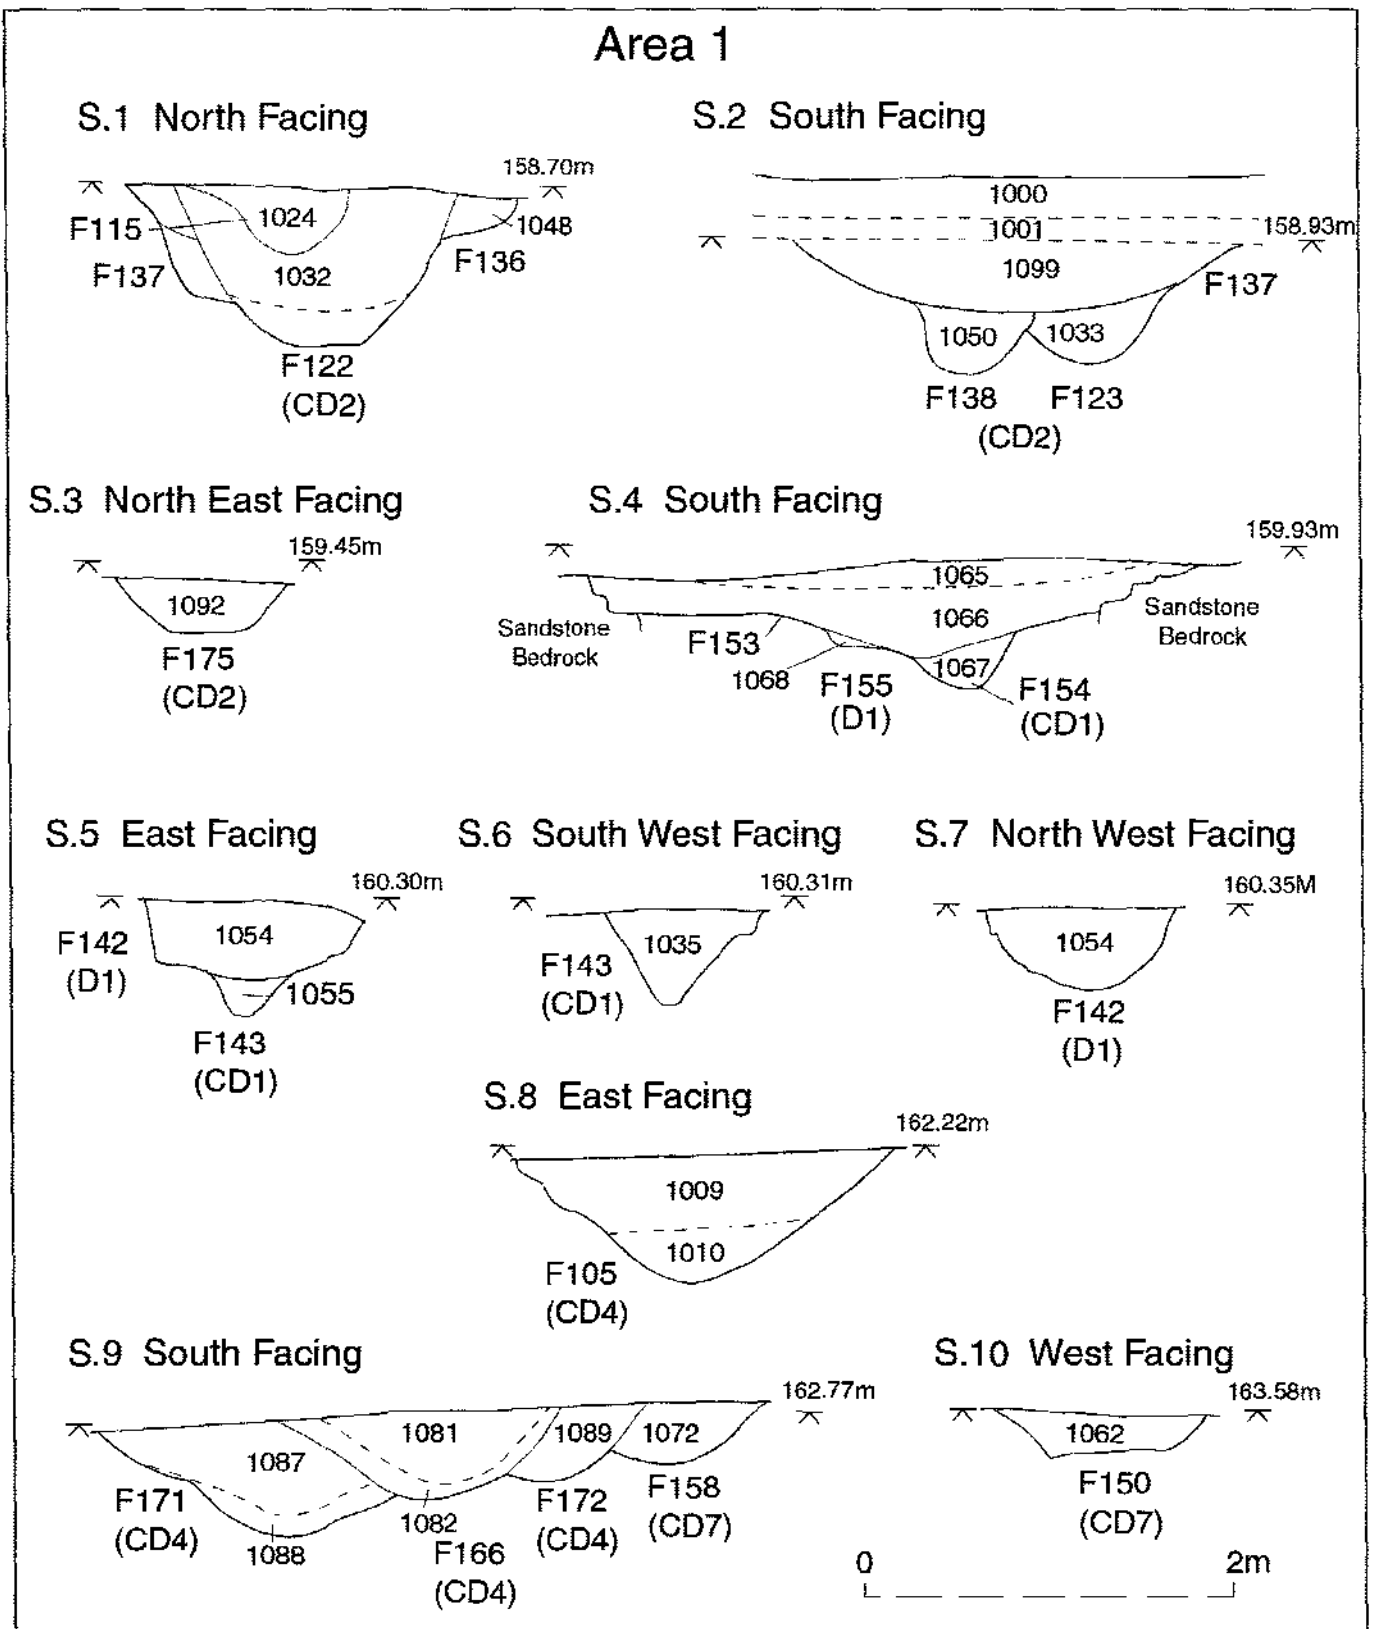 Area 1
S.1 North Facing
158.70m
1024
F115
1048
F137
1032
F136
F122
(CD2)
S.2 South Facing
1000
1001
158.93m
1099
F137
1050
1033
F138
F123
(CD2)
S.3 North East Facing
159.45m
1092
F175
(CD2)
S.4 South Facing
159.93m
1065
1066
Sandstone
Bedrock
Sandstone
Bedrock
F153
1068
1067
F155
(D1)
F154
(CD1)
S.5 East Facing
160.30m
1054
F142
(D1)
1055
F143
(CD1)
S.6 South West Facing
160.31m
1035
F143
(CD1)
S.7 North West Facing
160.35M
1054
F142
(D1)
S.8 East Facing
162.22m
1009
1010
F105
(CD4)
S.9 South Facing
162.77m
1081
1089
1072
1087
F171
(CD4)
1088
1082
F166
(CD4)
F172
(CD4)
F158
(CD7)
S.10 West Facing
163.58m
1062
F150
(CD7)
0
2m